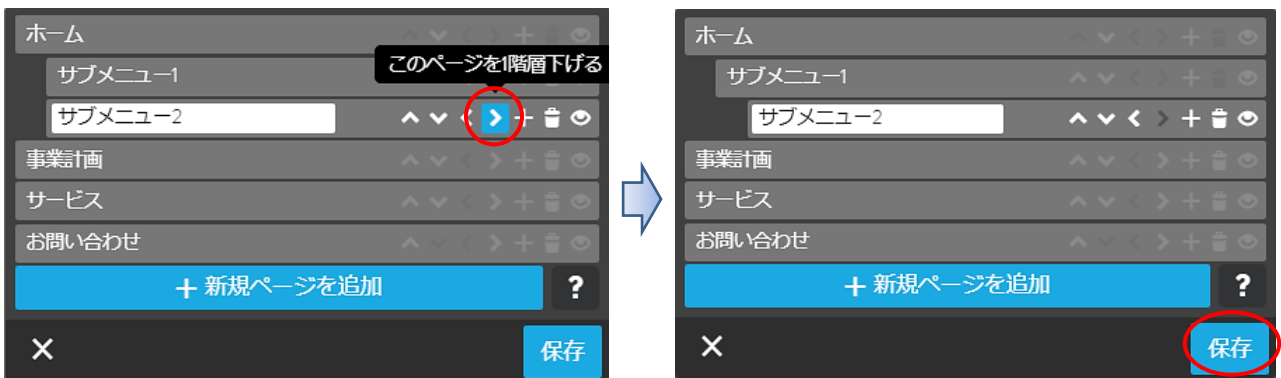 ホーム
このページを1階層下げる
サブメニュー1
サブメニュー2
事業計画
サービス
お問い合わせ
+ 新規ページを追加
?
×
保存
ホーム
サブメニュー1
サブメニュー2
事業計画
サービス
お問い合わせ
+ 新規ページを追加
?
×
保存